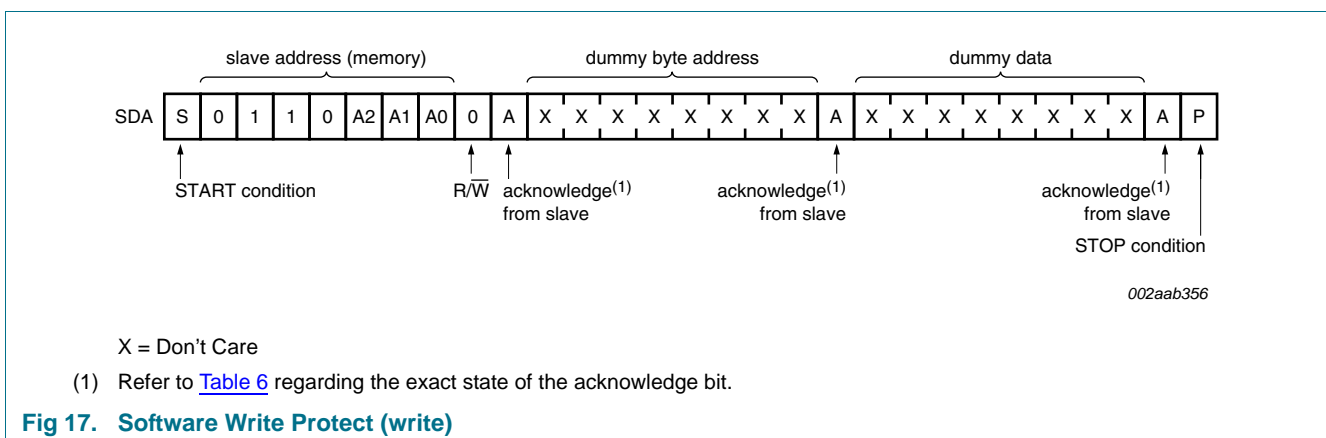 slave address (memory) dummy byte address dummy data
SDA S 0 1 1 0 A2 A1 A0 0 A X X X X X X X X A X X X X X X X X A P
START condition R/W̅ acknowledge(1) acknowledge(1) acknowledge(1)
from slave from slave from slave
STOP condition
002aab356
X = Don't Care
(1) Refer to Table 6 regarding the exact state of the acknowledge bit.
Fig 17. Software Write Protect (write)